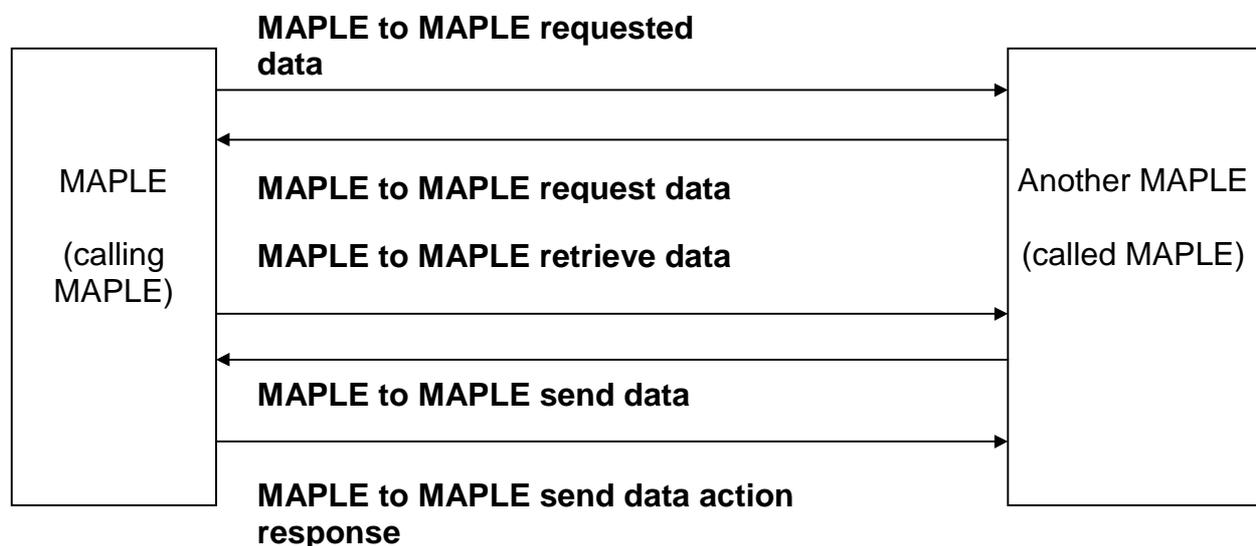 MAPLE to MAPLE requested
data
MAPLE
(calling
MAPLE)
MAPLE to MAPLE request data
MAPLE to MAPLE retrieve data
MAPLE to MAPLE send data
MAPLE to MAPLE send data action
response
Another MAPLE
(called MAPLE)